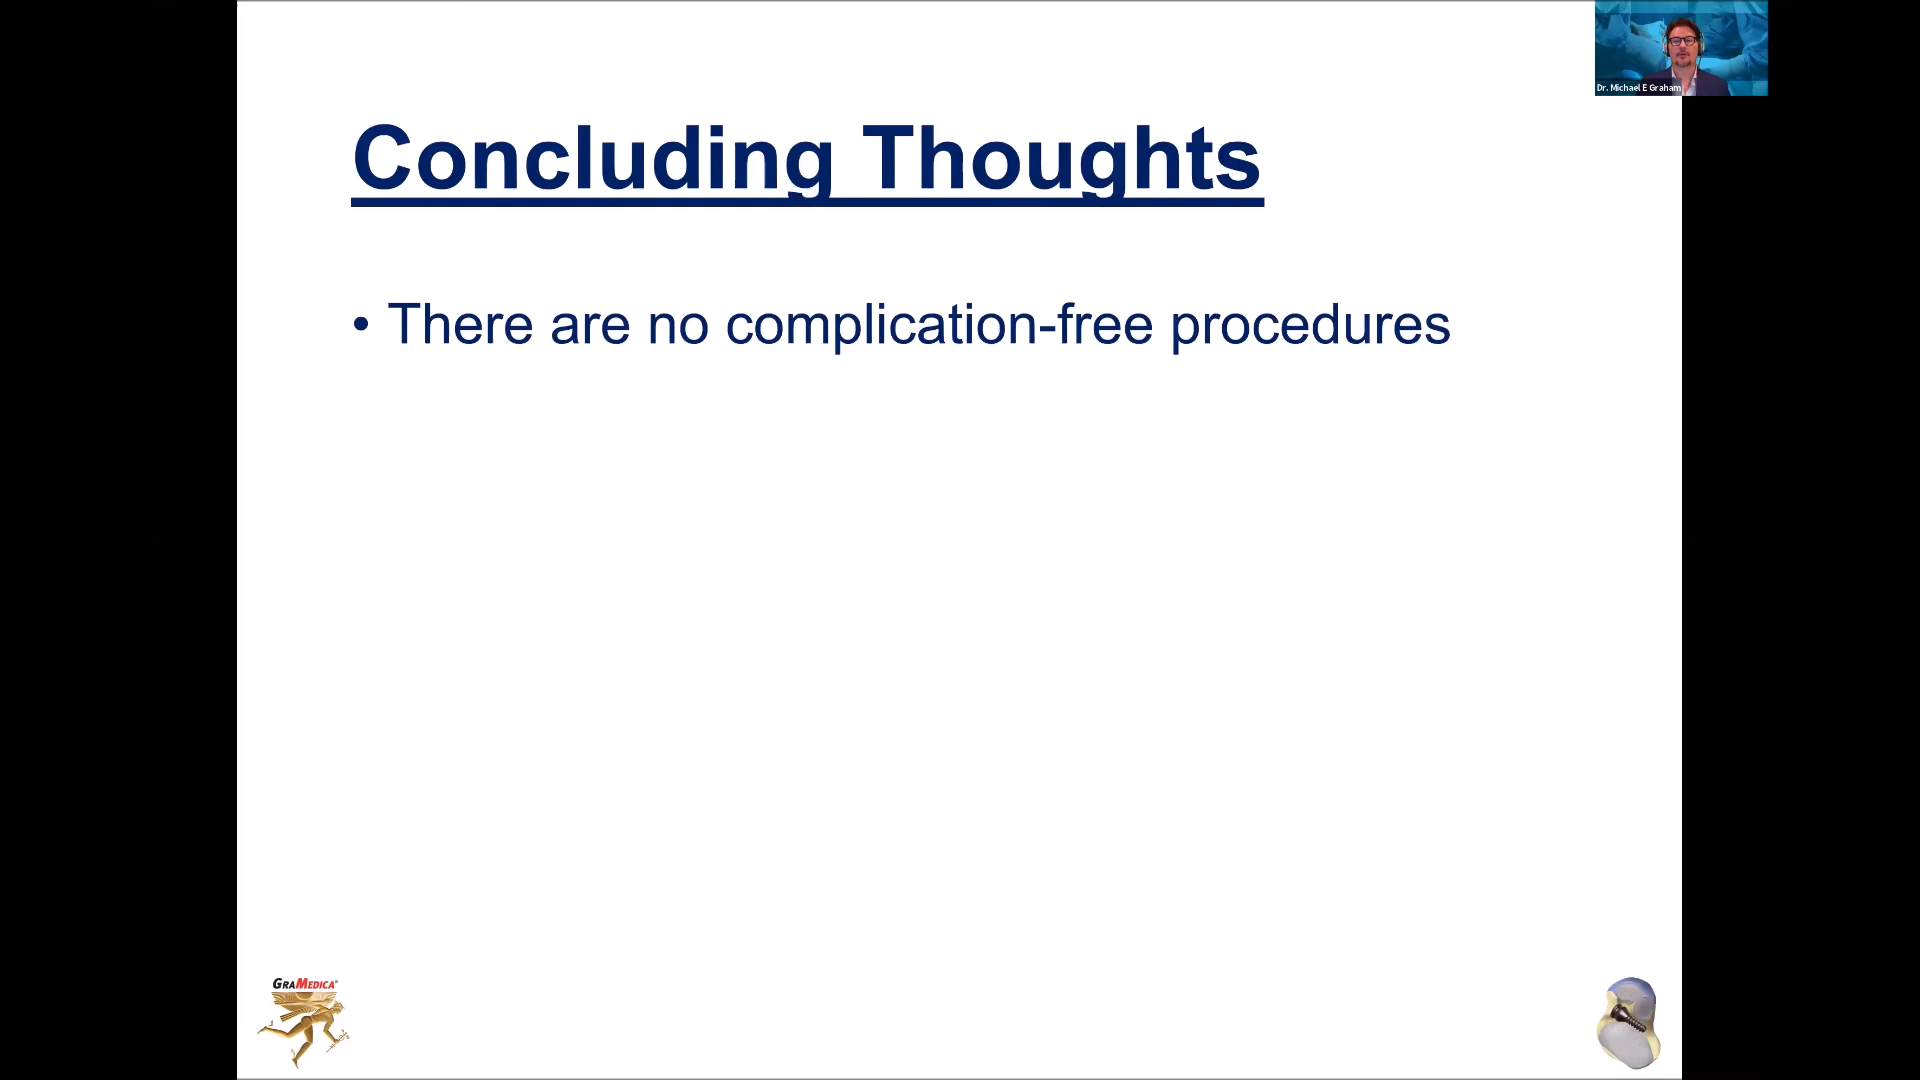 Dr. Michael E Graham
Concluding Thoughts
• There are no complication-free procedures
GRAMEDICA®